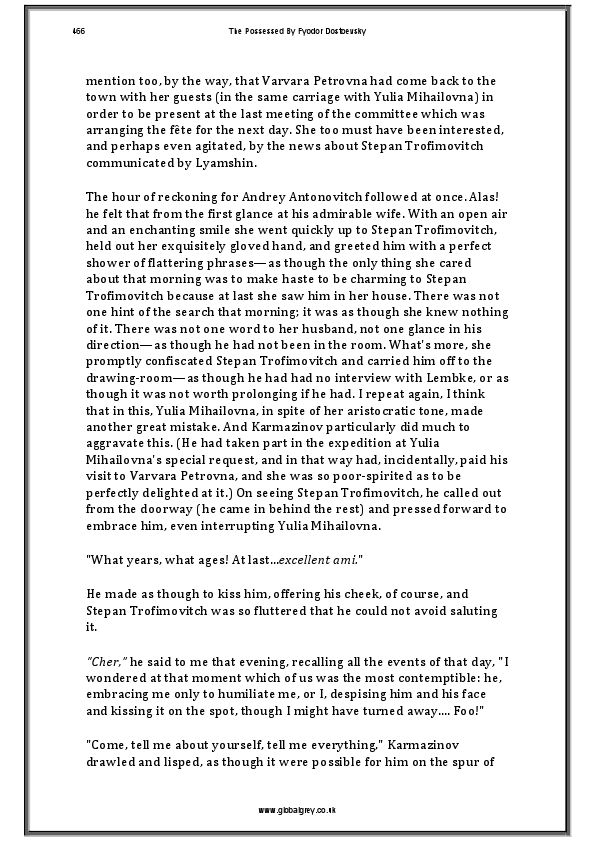 466
The Possessed By Fyodor Dostoevsky
mention too, by the way, that Varvara Petrovna had come back to the
town with her guests (in the same carriage with Yulia Mihailovna) in
order to be present at the last meeting of the committee which was
arranging the fête for the next day. She too must have been interested,
and perhaps even agitated, by the news about Stepan Trofimovitch
communicated by Lyamshin.
The hour of reckoning for Andrey Antonovitch followed at once. Alas!
he felt that from the first glance at his admirable wife. With an open air
and an enchanting smile she went quickly up to Stepan Trofimovitch,
held out her exquisitely gloved hand, and greeted him with a perfect
shower of flattering phrases—as though the only thing she cared
about that morning was to make haste to be charming to Stepan
Trofimovitch because at last she saw him in her house. There was not
one hint of the search that morning; it was as though she knew nothing
of it. There was not one word to her husband, not one glance in his
direction—as though he had not been in the room. What's more, she
promptly confiscated Stepan Trofimovitch and carried him off to the
drawing-room—as though he had had no interview with Lembke, or as
though it was not worth prolonging if he had. I repeat again, I think
that in this, Yulia Mihailovna, in spite of her aristocratic tone, made
another great mistake. And Karmazinov particularly did much to
aggravate this. (He had taken part in the expedition at Yulia
Mihailovna's special request, and in that way had, incidentally, paid his
visit to Varvara Petrovna, and she was so poor-spirited as to be
perfectly delighted at it.) On seeing Stepan Trofimovitch, he called out
from the doorway (he came in behind the rest) and pressed forward to
embrace him, even interrupting Yulia Mihailovna.
"What years, what ages! At last...excellent ami."
He made as though to kiss him, offering his cheek, of course, and
Stepan Trofimovitch was so fluttered that he could not avoid saluting
it.
"Cher," he said to me that evening, recalling all the events of that day, "I
wondered at that moment which of us was the most contemptible: he,
embracing me only to humiliate me, or I, despising him and his face
and kissing it on the spot, though I might have turned away.... Foo!"
"Come, tell me about yourself, tell me everything," Karmazinov
drawled and lisped, as though it were possible for him on the spur of
www.globalgrey.co.uk